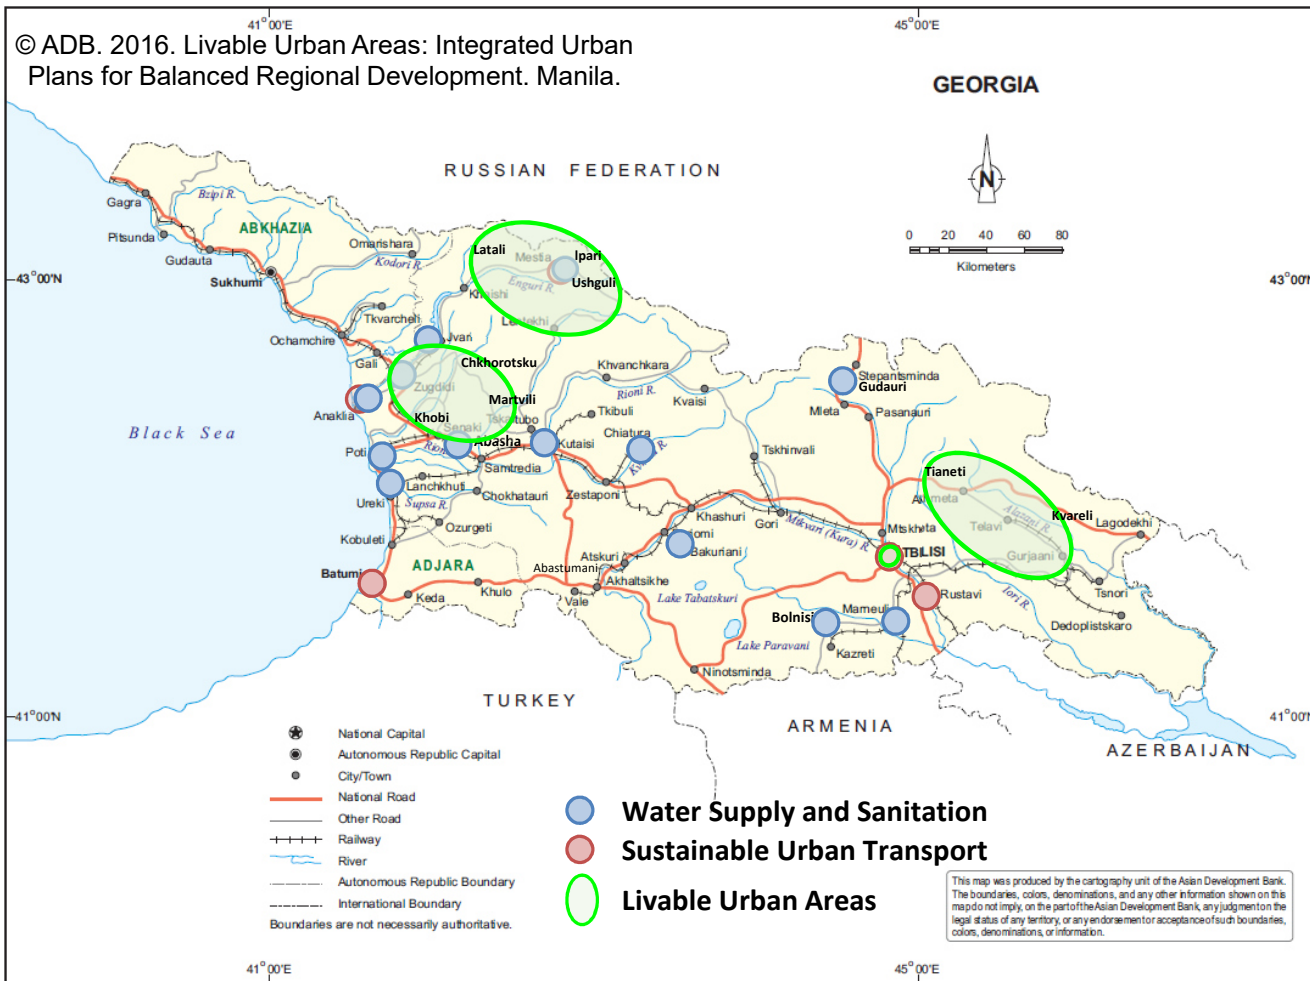 41°00'E
45°00'E
© ADB. 2016. Livable Urban Areas: Integrated Urban
Plans for Balanced Regional Development. Manila.
GEORGIA
RUSSIAN FEDERATION
N
0 20 40 60 80
Kilometers
Gagra
Bzipi R.
Pitsunda
ABKHAZIA
Gudauta
Omarishara
Kodori R.
Sukhumi
43°00'N
43°00'N
Latali
Mestia
Ipari
Enguri R.
Ushguli
Khaishi
Lentekhi
Tkvarcheli
Ochamchire
Jvari
Gali
Chkhorotsku
Khvanchkara
Zugdidi
Rioni R.
Kvaisi
Stepantsminda
Gudauri
Mleta
Pasanauri
Anaklia
Martvili
Khobi
Tskaltubo
Tkibuli
Senaki
Abasha
Chiatura
Black Sea
Poti
Kutaisi
Samtredia
Tskhinvali
Tianeti
Lanchkhuti
Zestaponi
Akhmeta
Ureki
Supsa R.
Chokhatauri
Khashuri
Gori
Mtkvari (Kura) R.
Alazani R.
Kvareli
Telavi
Lagodekhi
Ozurgeti
Mtskheta
Kobuleti
Bakuriani
TBILISI
Gurjaani
ADJARA
Atskuri
Abastumani
Batumi
Akhaltsikhe
Khulo
Keda
Vale
Lake Tabatskuri
Rustavi
Iori R.
Tsnori
Bolnisi
Marneuli
Dedoplistskaro
Lake Paravani
Kazreti
Ninotsminda
TURKEY
ARMENIA
AZERBAIJAN
41°00'N
41°00'N
National Capital
Autonomous Republic Capital
City/Town
National Road
Other Road
Railway
River
Autonomous Republic Boundary
International Boundary
Boundaries are not necessarily authoritative.
Water Supply and Sanitation
Sustainable Urban Transport
Livable Urban Areas
This map was produced by the cartography unit of the Asian Development Bank.
The boundaries, colors, denominations, and any other information shown on this
map do not imply, on the part of the Asian Development Bank, any judgment on the
legal status of any territory, or any endorsement or acceptance of such boundaries,
colors, denominations, or information.
41°00'E
45°00'E